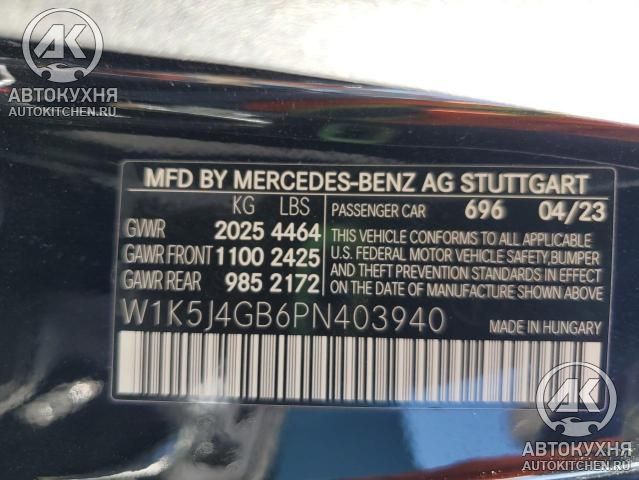 АК
АВТОКУХНЯ
AUTOKITCHEN.RU
MFD BY MERCEDES-BENZ AG STUTTGART
KG LBS
GVWR 2025 4464
GAWR FRONT 1100 2425
GAWR REAR 985 2172
PASSENGER CAR 696 04/23
THIS VEHICLE CONFORMS TO ALL APPLICABLE
U.S. FEDERAL MOTOR VEHICLE SAFETY,BUMPER
AND THEFT PREVENTION STANDARDS IN EFFECT
ON THE DATE OF MANUFACTURE SHOWN ABOVE.
W1K5J4GB6PN403940 MADE IN HUNGARY
АК
АВТОКУХНЯ
AUTOKITCHEN.RU